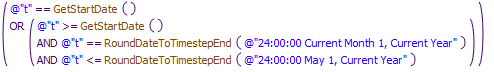 @"t" == GetStartDate ( )
OR ( @"t" >= GetStartDate ( )
AND @"t" == RoundDateToTimestepEnd ( @"24:00:00 Current Month 1, Current Year" )
AND @"t" <= RoundDateToTimestepEnd ( @"24:00:00 May 1, Current Year" ) )